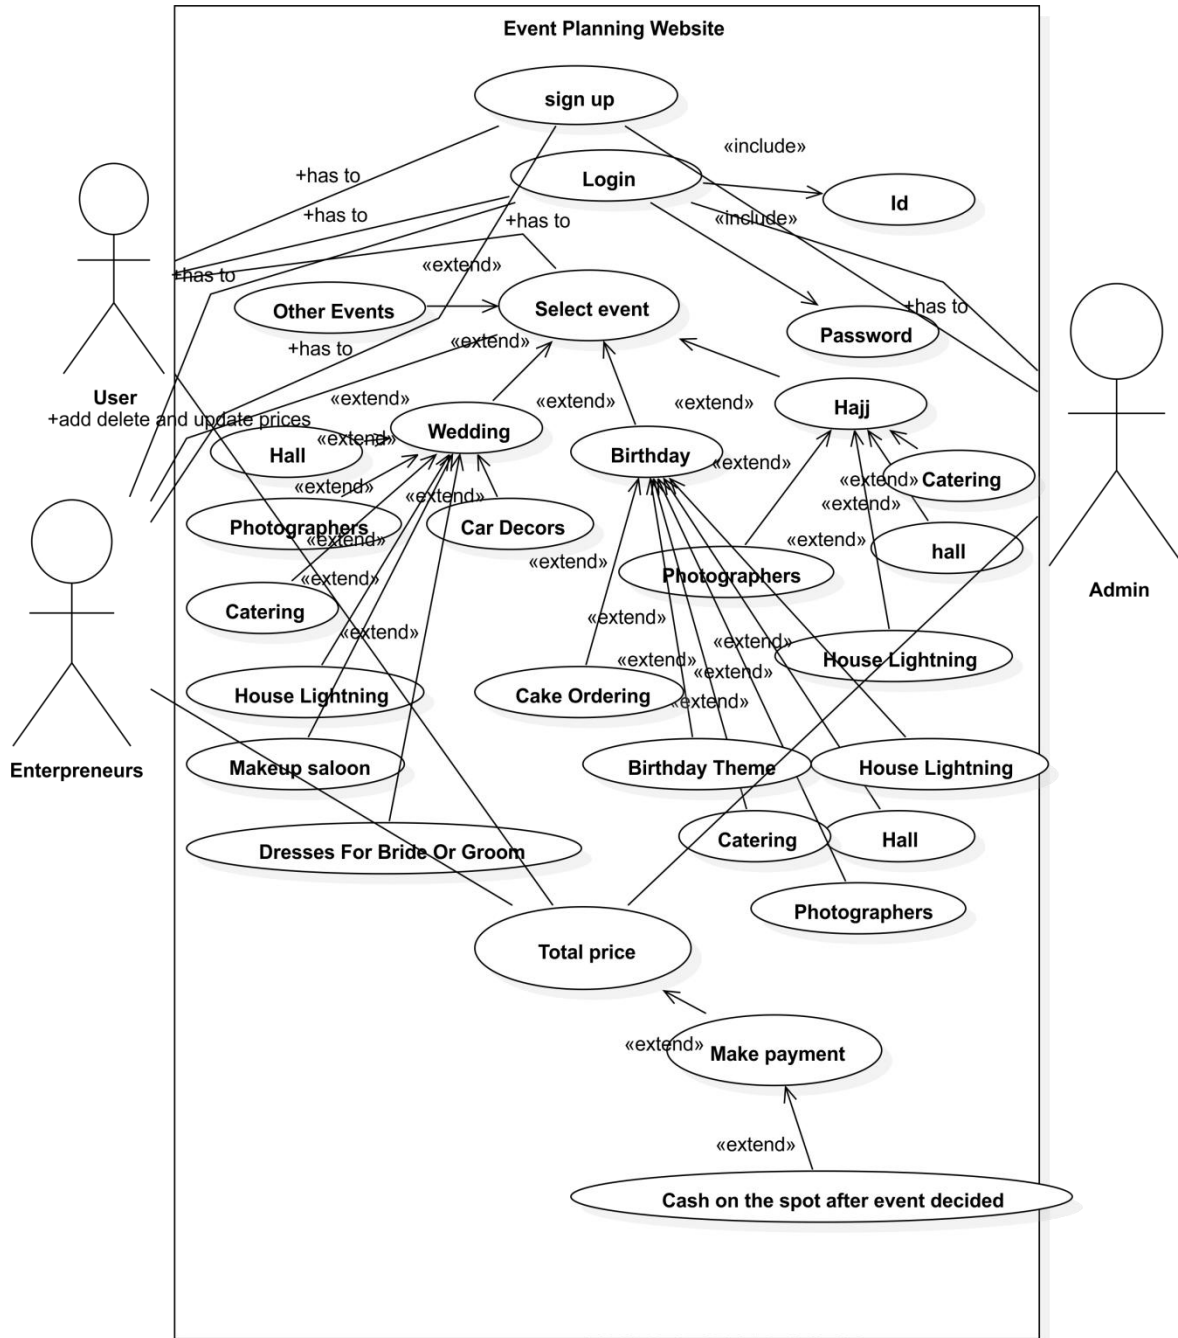 Event Planning Website
sign up
«include»
Login
+has to
Id
+has to
«include»
+has to
«extend»
+has to
Other Events
Select event
+has to
Password
«extend»
+has to
User
«extend»
«extend»
«extend»
Hajj
+add delete and update prices
Wedding
«extend»
Hall
Birthday
«extend»
«extend»
Catering
«extend»
«extend»
«extend»
Photographers
Car Decors
«extend»
«extend»
hall
«extend»
Photographers
«extend»
Admin
Catering
«extend»
«extend»
«extend»
«extend»
House Lightning
«extend»
House Lightning
Cake Ordering
«extend»
Enterpreneurs
Makeup saloon
Birthday Theme
House Lightning
Dresses For Bride Or Groom
Catering
Hall
Photographers
Total price
«extend»
Make payment
«extend»
Cash on the spot after event decided